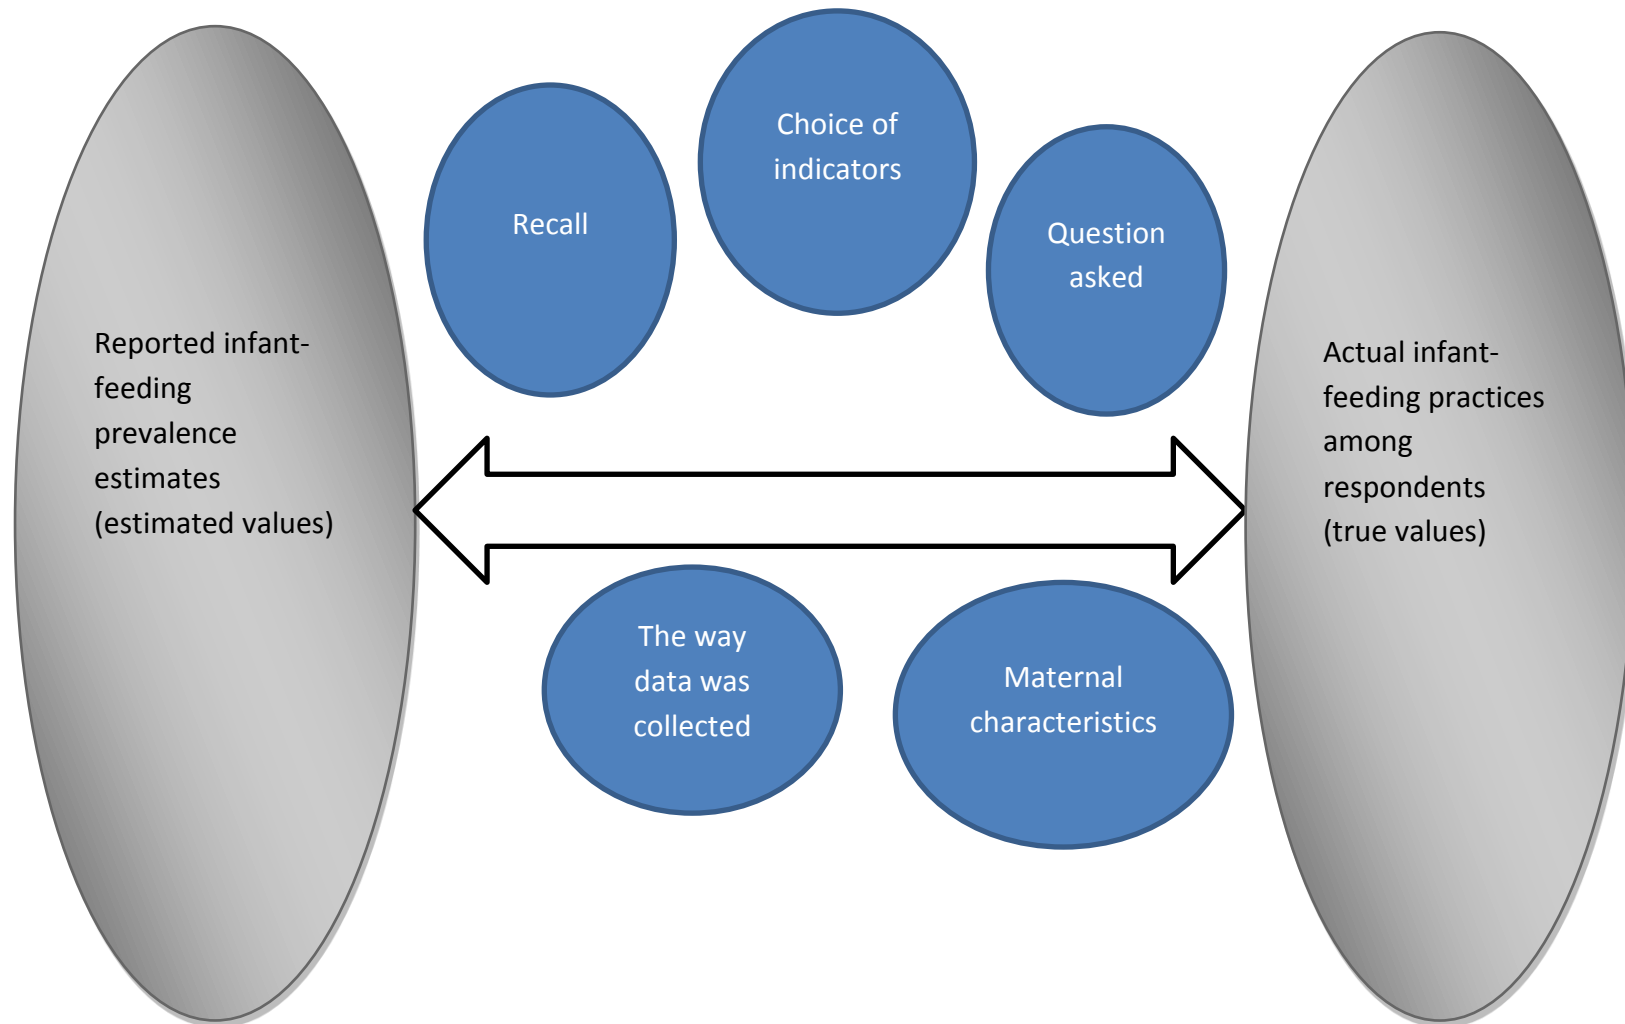 Reported infant-
feeding
prevalence
estimates
(estimated values)
Recall
Choice of
indicators
Question
asked
The way
data was
collected
Maternal
characteristics
Actual infant-
feeding practices
among
respondents
(true values)